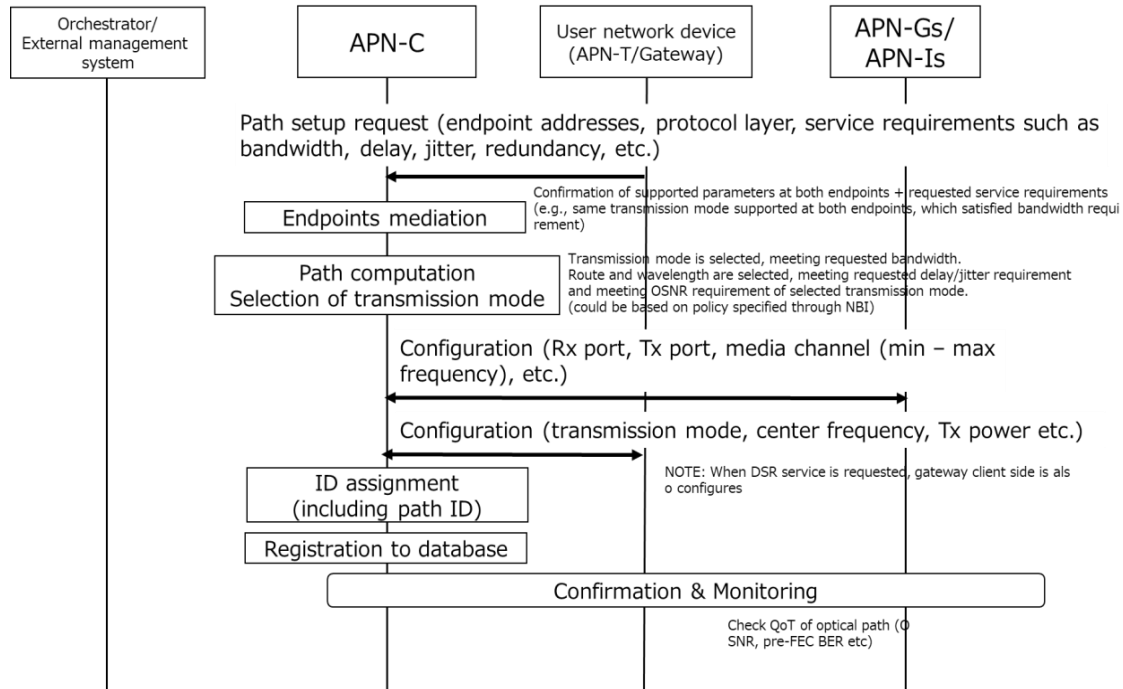 Orchestrator/
External management
system
APN-C
User network device
(APN-T/Gateway)
APN-Gs/
APN-Is
Path setup request (endpoint addresses, protocol layer, service requirements such as
bandwidth, delay, jitter, redundancy, etc.)
Confirmation of supported parameters at both endpoints + requested service requirements
(e.g., same transmission mode supported at both endpoints, which satisfied bandwidth requi
rement)
Endpoints mediation
Transmission mode is selected, meeting requested bandwidth.
Route and wavelength are selected, meeting requested delay/jitter requirement
and meeting OSNR requirement of selected transmission mode.
(could be based on policy specified through NBI)
Path computation
Selection of transmission mode
Configuration (Rx port, Tx port, media channel (min – max
frequency), etc.)
Configuration (transmission mode, center frequency, Tx power etc.)
NOTE: When DSR service is requested, gateway client side is als
o configures
ID assignment
(including path ID)
Registration to database
Confirmation & Monitoring
Check QoT of optical path (O
SNR, pre-FEC BER etc)